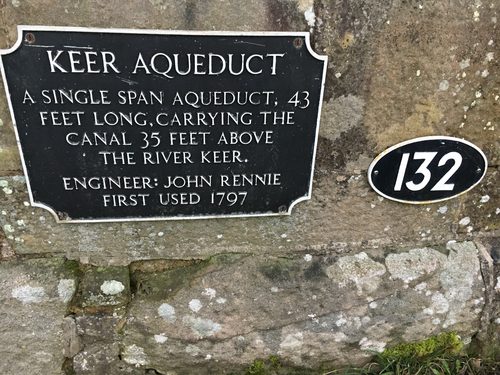 KEER AQUEDUCT
A SINGLE SPAN AQUEDUCT, 43
FEET LONG, CARRYING THE
CANAL 35 FEET ABOVE
THE RIVER KEER.
ENGINEER: JOHN RENNIE
FIRST USED 1797
132